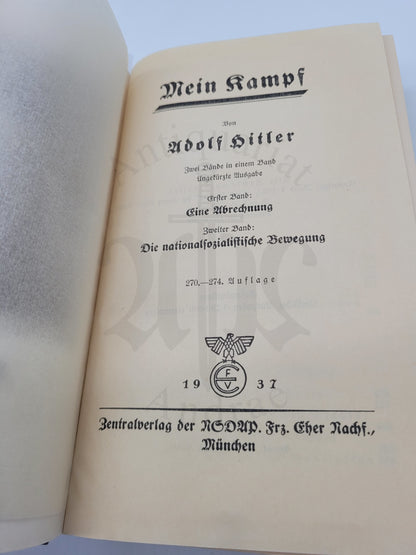 Mein Kampf
Von
Adolf Hitler
Zwei Bände in einem Band
Ungekürzte Ausgabe
Erster Band:
Eine Abrechnung
Zweiter Band:
Die nationalsozialistische Bewegung
270.—274. Auflage
F
E
V
19 37
Zentralverlag der NSDAP. Frz. Eher Nachf.,
München
Antiquariat